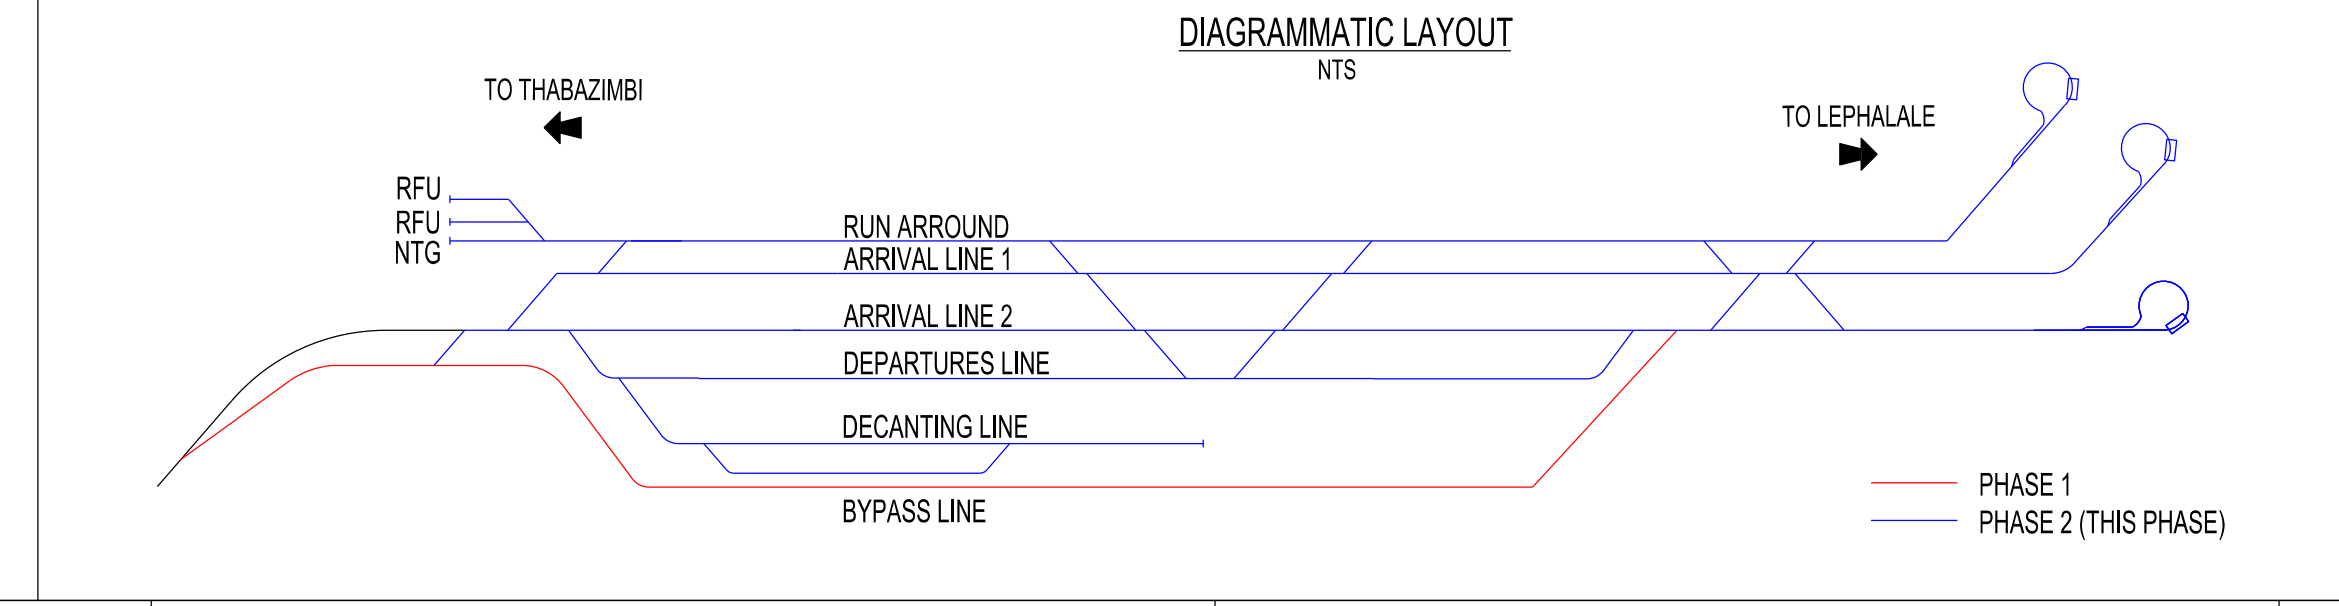 DIAGRAMMATIC LAYOUT
NTS
TO THABAZIMBI
TO LEPHALALE
RFU
RFU
NTG
RUN ARROUND
ARRIVAL LINE 1
ARRIVAL LINE 2
DEPARTURES LINE
DECANTING LINE
BYPASS LINE
PHASE 1
PHASE 2 (THIS PHASE)